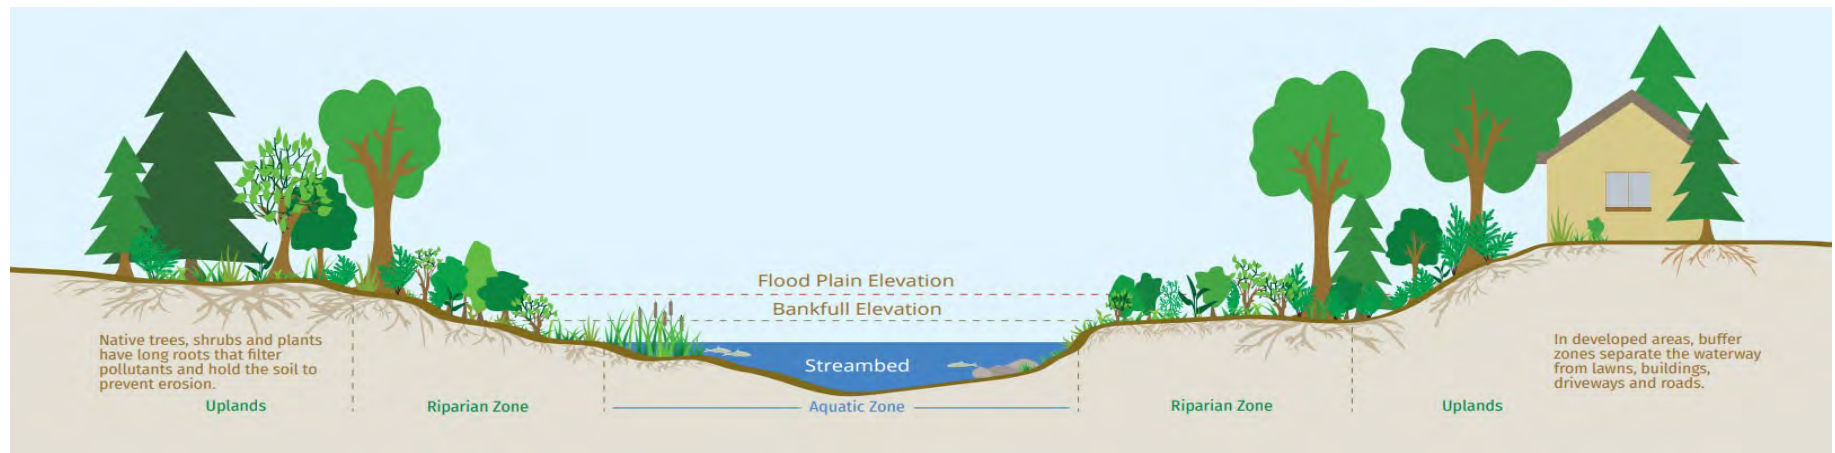 Flood Plain Elevation
Bankfull Elevation
Streambed
Native trees, shrubs and plants
have long roots that filter
pollutants and hold the soil to
prevent erosion.
In developed areas, buffer
zones separate the waterway
from lawns, buildings,
driveways and roads.
Uplands
Riparian Zone
Aquatic Zone
Riparian Zone
Uplands